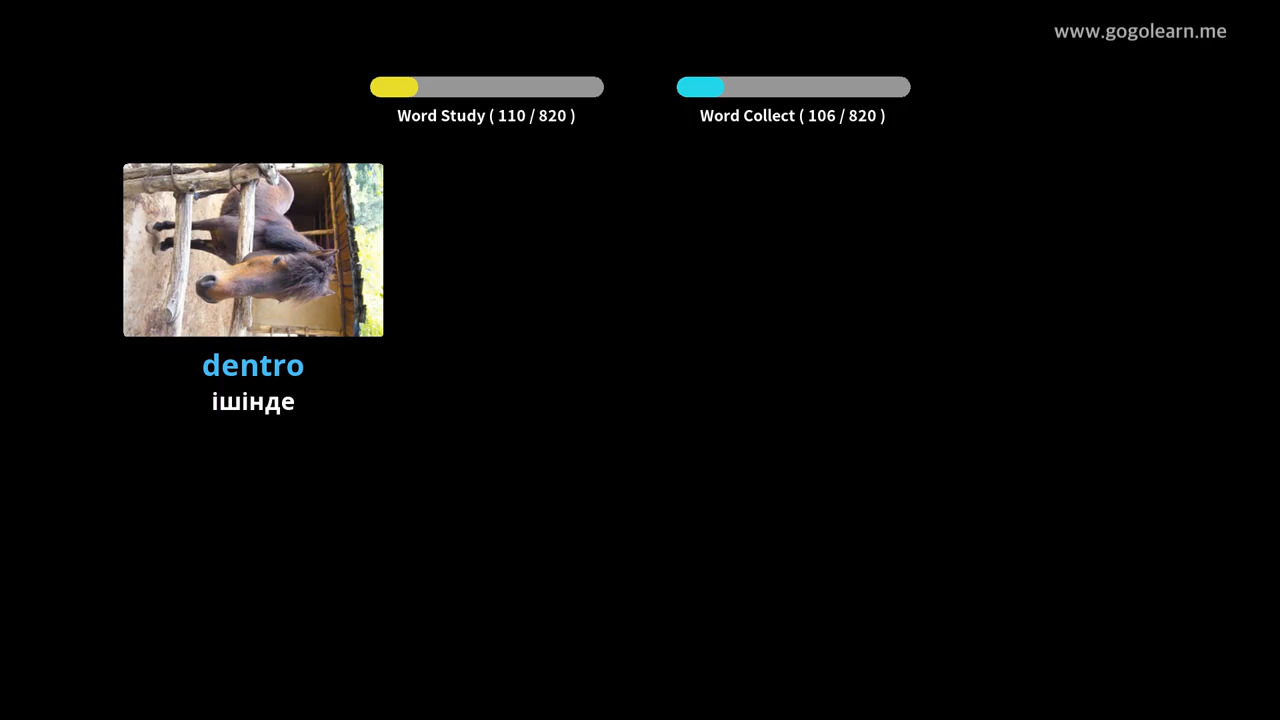 www.gogolearn.me
Word Study ( 110 / 820 )
Word Collect ( 106 / 820 )
dentro
ішінде